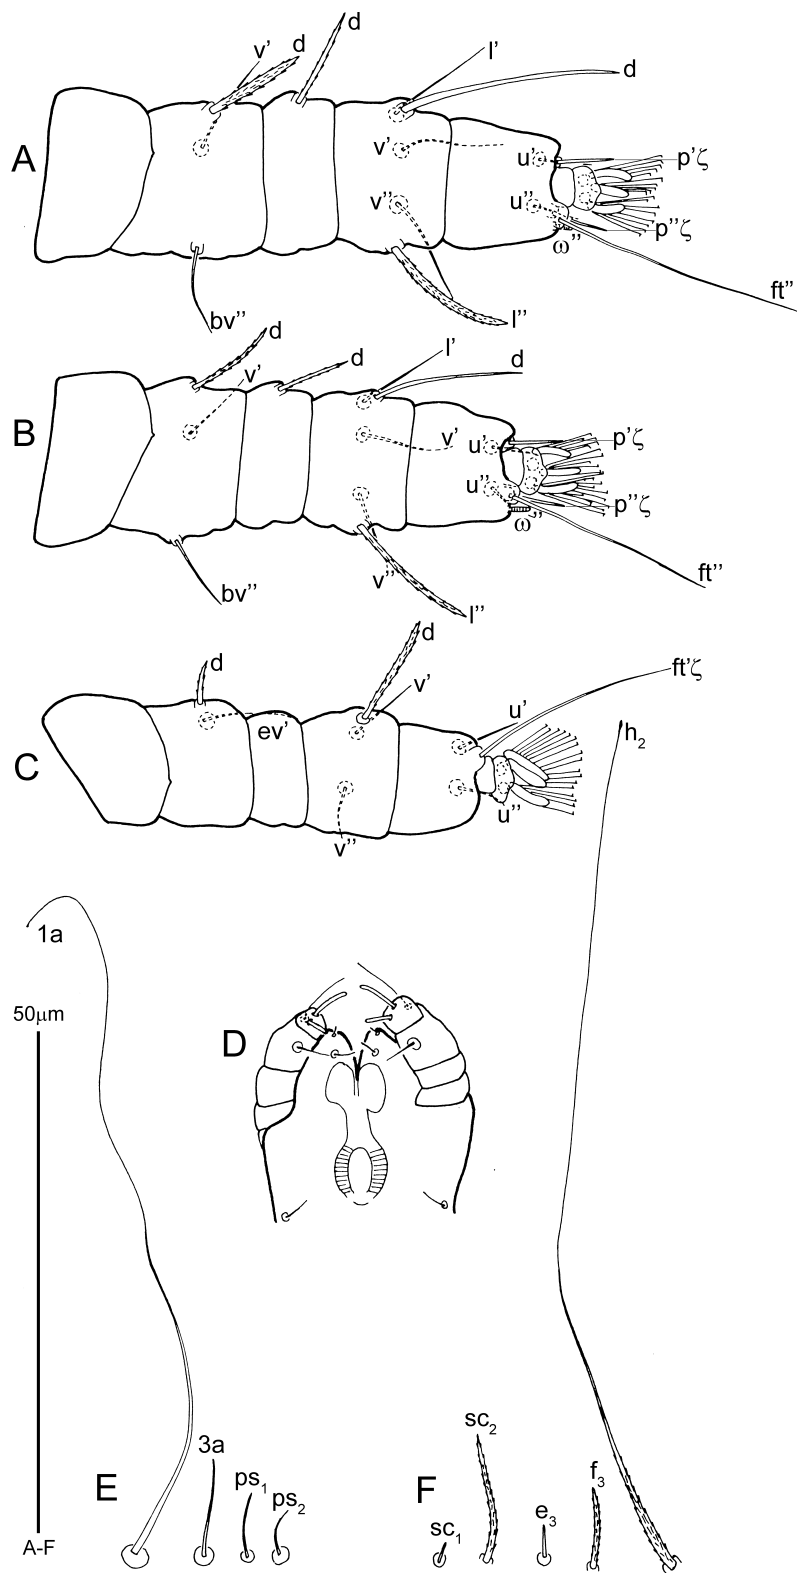 v’ d d l’ d
A v’ u’ p’ζ
v’’ u’’ p’’ζ
ω’’
bv’’ l’’ ft’’
d v’ d l’ d
B v’ u’ p’ζ
u’’ p’’ζ
ω’’
bv’’ v’’ l’’ ft’’
d d v’ ft’ζ
ev’ u’ h2
C
v’’ u’’
1a
50μm
D
3a sc2
E ps1 ps2 F sc1 e3 f3
A-F